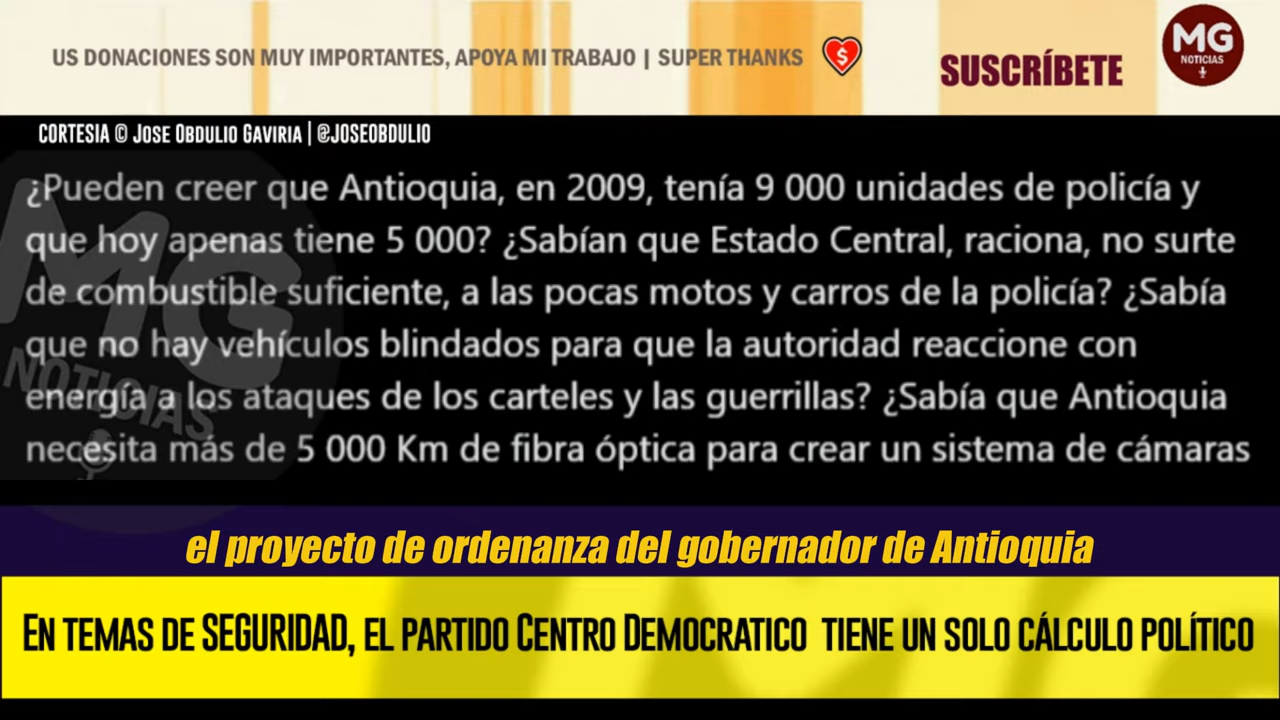 US DONACIONES SON MUY IMPORTANTES, APOYA MI TRABAJO | SUPER THANKS
$
SUSCRÍBETE
MG
NOTICIAS
CORTESIA © JOSE OBDULIO GAVIRIA | @JOSEOBDULIO
¿Pueden creer que Antioquia, en 2009, tenía 9 000 unidades de policía y
que hoy apenas tiene 5 000? ¿Sabían que Estado Central, raciona, no surte
de combustible suficiente, a las pocas motos y carros de la policía? ¿Sabía
que no hay vehículos blindados para que la autoridad reaccione con
energía a los ataques de los carteles y las guerrillas? ¿Sabía que Antioquia
necesita más de 5 000 Km de fibra óptica para crear un sistema de cámaras
MG
NOTICIAS
el proyecto de ordenanza del gobernador de Antioquia
EN TEMAS DE SEGURIDAD, EL PARTIDO CENTRO DEMOCRATICO TIENE UN SOLO CÁLCULO POLÍTICO